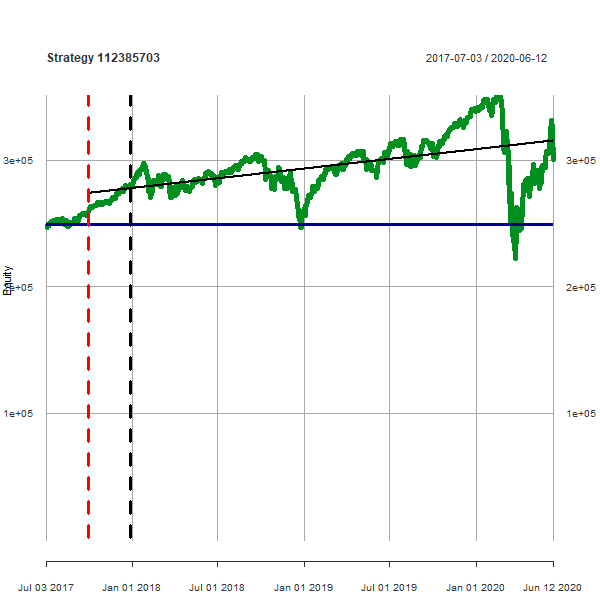 Strategy 112385703
2017-07-03 / 2020-06-12
Equity
3e+05
3e+05
2e+05
2e+05
1e+05
1e+05
Jul 03 2017
Jan 01 2018
Jul 01 2018
Jan 01 2019
Jul 01 2019
Jan 01 2020
Jun 12 2020